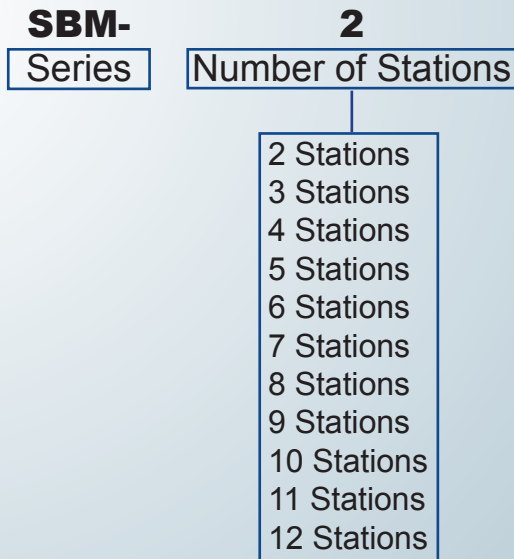 SBM- 2
Series Number of Stations
2 Stations
3 Stations
4 Stations
5 Stations
6 Stations
7 Stations
8 Stations
9 Stations
10 Stations
11 Stations
12 Stations